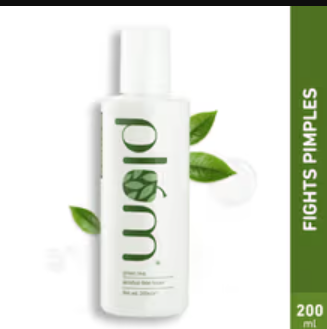 plum
green tea
alcohol-free toner
FIGHTS PIMPLES
200
ml